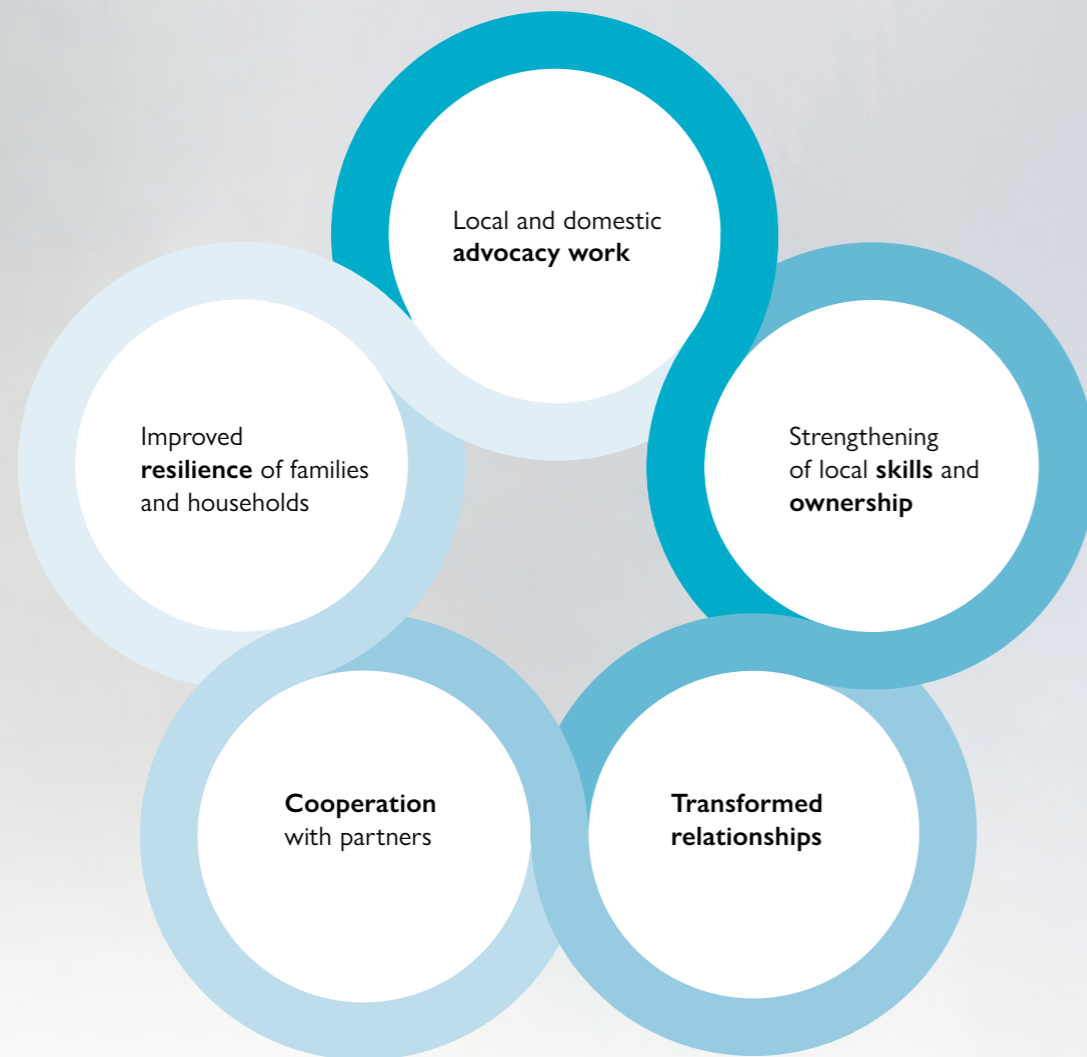 Local and domestic
advocacy work
Strengthening
of local skills and
ownership
Transformed
relationships
Cooperation
with partners
Improved
resilience of families
and households